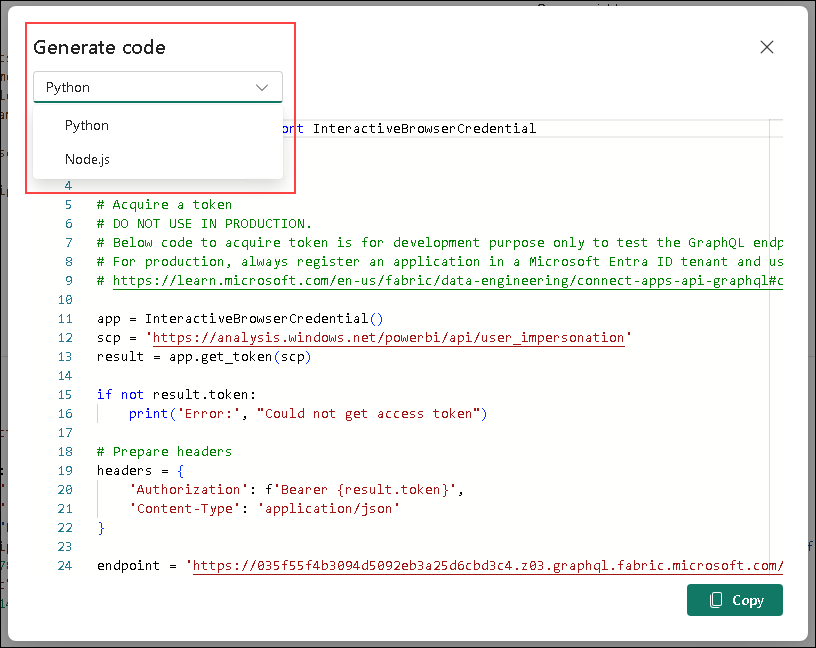 Generate code
Python
Python
Node.js
ort InteractiveBrowserCredential
4
5 # Acquire a token
6 # DO NOT USE IN PRODUCTION.
7 # Below code to acquire token is for development purpose only to test the GraphQL endp
8 # For production, always register an application in a Microsoft Entra ID tenant and us
9 # https://learn.microsoft.com/en-us/fabric/data-engineering/connect-apps-api-graphql#c
10
11 app = InteractiveBrowserCredential()
12 scp = 'https://analysis.windows.net/powerbi/api/user_impersonation'
13 result = app.get_token(scp)
14
15 if not result.token:
16 print('Error:', "Could not get access token")
17
18 # Prepare headers
19 headers = {
20 'Authorization': f'Bearer {result.token}',
21 'Content-Type': 'application/json'
22 }
23
24 endpoint = 'https://035f55f4b3094d5092eb3a25d6cbd3c4.z03.graphql.fabric.microsoft.com/
Copy